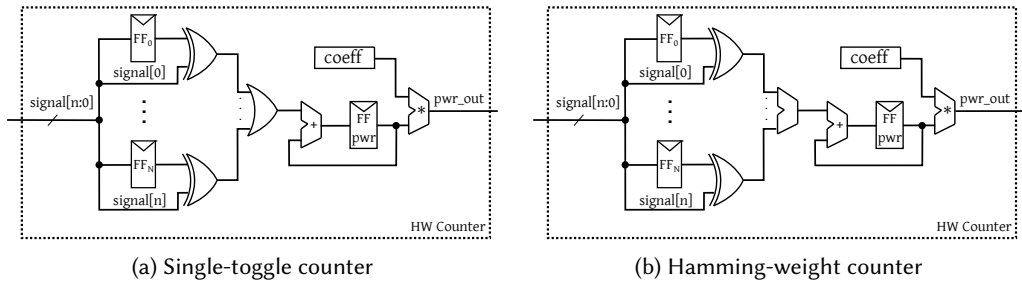 FF0
signal[0]
coeff
signal[n:0]
pwr_out
+
FF
pwr
*
FFN
signal[n]
HW Counter
(a) Single-toggle counter
FF0
signal[0]
coeff
signal[n:0]
pwr_out
+
FF
pwr
*
FFN
signal[n]
HW Counter
(b) Hamming-weight counter